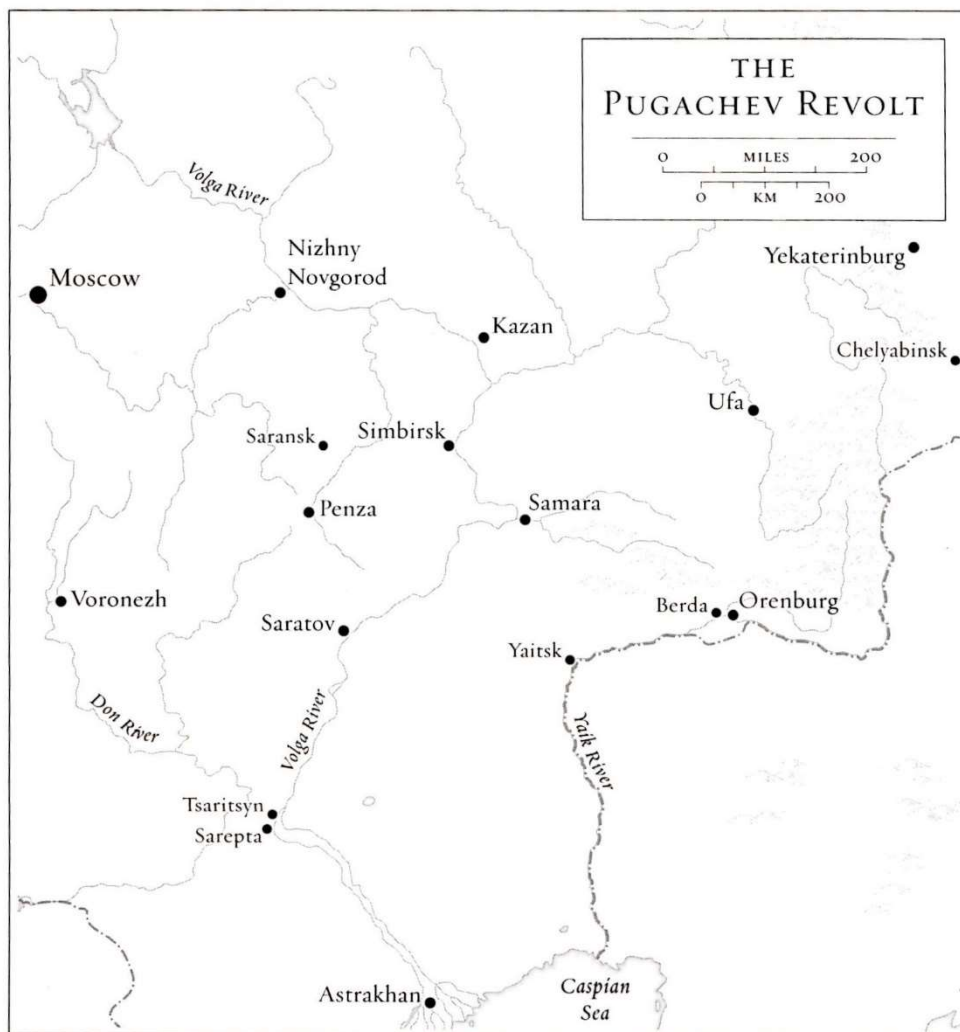 THE
PUGACHEV REVOLT
0 MILES 200
0 KM 200
Volga River
Nizhny
Novgorod
Yekaterinburg
Moscow
Kazan
Chelyabinsk
Ufa
Saransk
Simbirsk
Penza
Samara
Voronezh
Berda
Orenburg
Saratov
Yaitsk
Don River
Volga River
Yaik River
Tsaritsyn
Sarepta
Astrakhan
Caspian
Sea